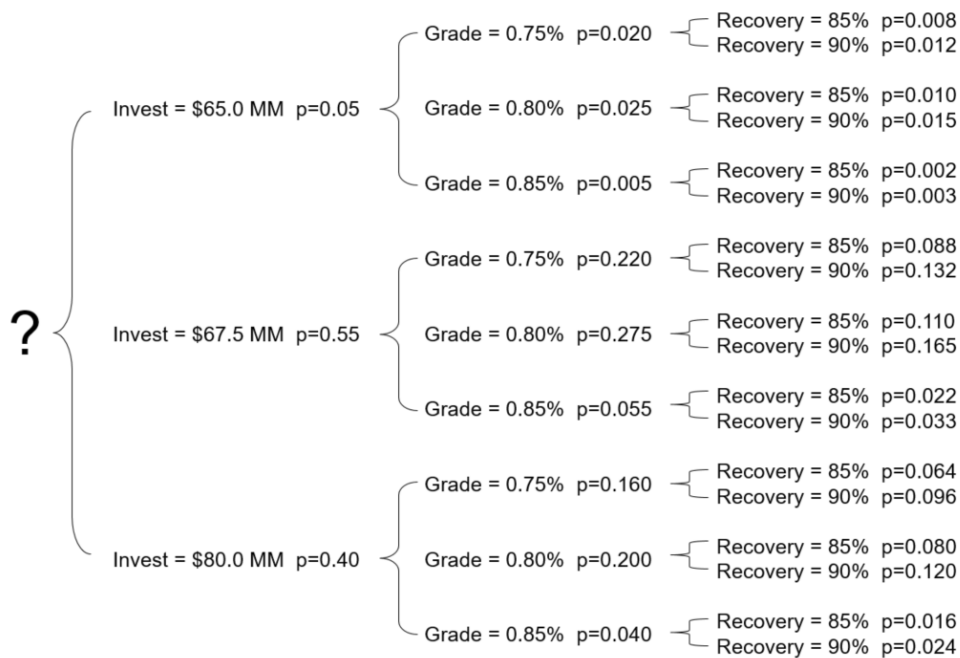 Recovery = 85% p=0.008
Grade = 0.75% p=0.020
Recovery = 90% p=0.012
Recovery = 85% p=0.010
Invest = $65.0 MM p=0.05
Grade = 0.80% p=0.025
Recovery = 90% p=0.015
Recovery = 85% p=0.002
Grade = 0.85% p=0.005
Recovery = 90% p=0.003
Recovery = 85% p=0.088
Grade = 0.75% p=0.220
Recovery = 90% p=0.132
Recovery = 85% p=0.110
?
Invest = $67.5 MM p=0.55
Grade = 0.80% p=0.275
Recovery = 90% p=0.165
Recovery = 85% p=0.022
Grade = 0.85% p=0.055
Recovery = 90% p=0.033
Recovery = 85% p=0.064
Grade = 0.75% p=0.160
Recovery = 90% p=0.096
Recovery = 85% p=0.080
Invest = $80.0 MM p=0.40
Grade = 0.80% p=0.200
Recovery = 90% p=0.120
Recovery = 85% p=0.016
Grade = 0.85% p=0.040
Recovery = 90% p=0.024